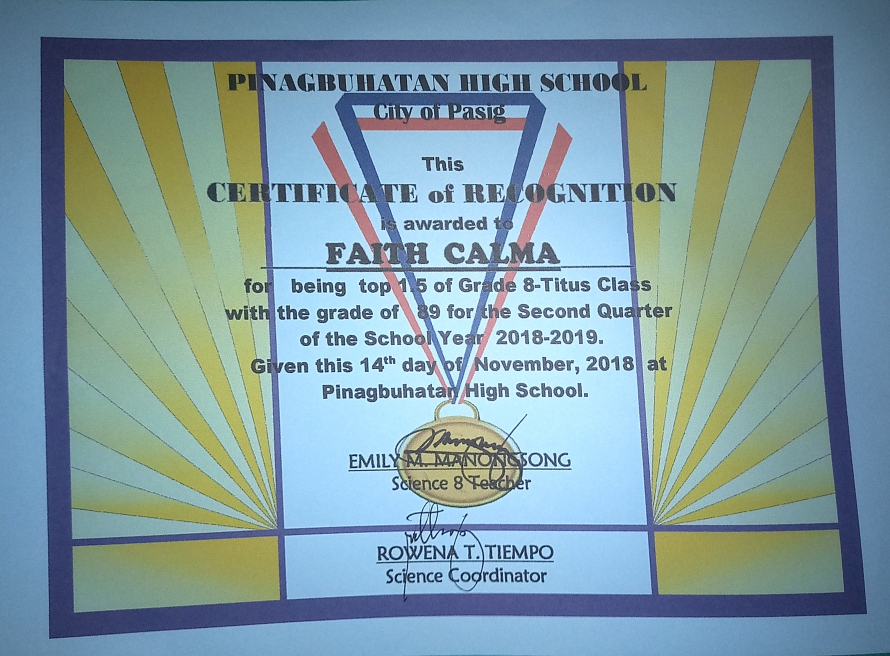 PINAGBUHATAN HIGH SCHOOL
City of Pasig
This
CERTIFICATE of RECOGNITION
is awarded to
FAITH CALMA
for being top 1.5 of Grade 8-Titus Class
with the grade of 89 for the Second Quarter
of the School Year 2018-2019.
Given this 14th day of November, 2018 at
Pinagbuhatan High School.
EMILY M. MANONGSONG
Science 8 Teacher
ROWENA T. TIEMPO
Science Coordinator